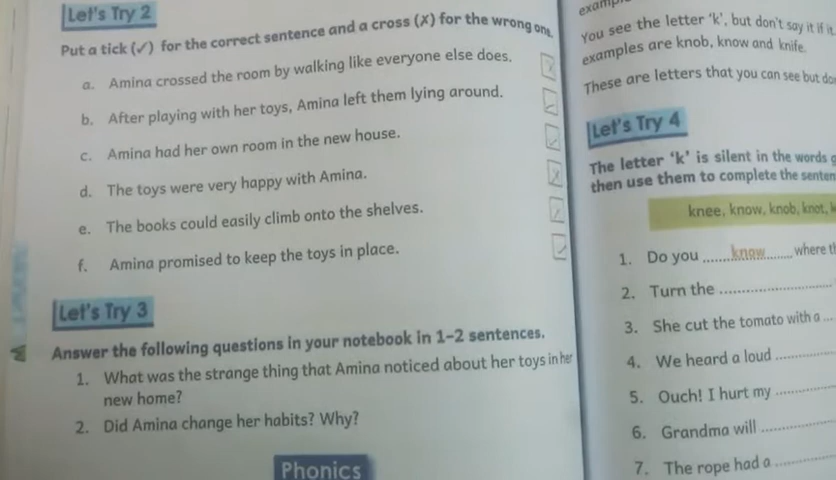 Let's Try 2
Put a tick (✓) for the correct sentence and a cross (✗) for the wrong one.
a. Amina crossed the room by walking like everyone else does.
b. After playing with her toys, Amina left them lying around.
c. Amina had her own room in the new house.
d. The toys were very happy with Amina.
e. The books could easily climb onto the shelves.
f. Amina promised to keep the toys in place.
Let's Try 3
Answer the following questions in your notebook in 1-2 sentences.
1. What was the strange thing that Amina noticed about her toys in her
new home?
2. Did Amina change her habits? Why?
Phonics
You see the letter 'k', but don't say it if it
examples are knob, know and knife.
These are letters that you can see but
Let's Try 4
The letter 'k' is silent in the words
then use them to complete the
knee, know, knob, knot,
1. Do you ......know...... where
2. Turn the ....................
3. She cut the tomato with a ...
4. We heard a loud ..............
5. Ouch! I hurt my ..............
6. Grandma will ..............
7. The rope had a ..............